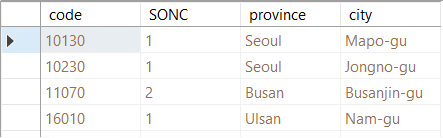 code SONC province city
10130 1 Seoul Mapo-gu
10230 1 Seoul Jongno-gu
11070 2 Busan Busanjin-gu
16010 1 Ulsan Nam-gu